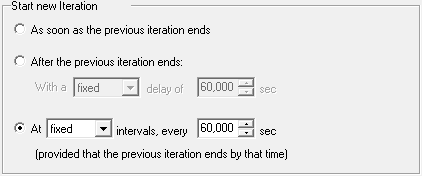 Start new Iteration
As soon as the previous iteration ends
After the previous iteration ends:
With a fixed delay of 60,000 sec
At fixed intervals, every 60,000 sec
(provided that the previous iteration ends by that time)